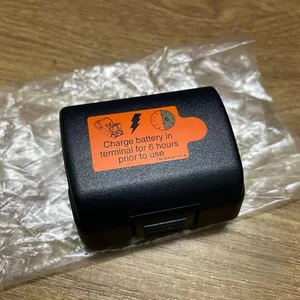 Charge battery in
terminal for 6 hours
prior to use